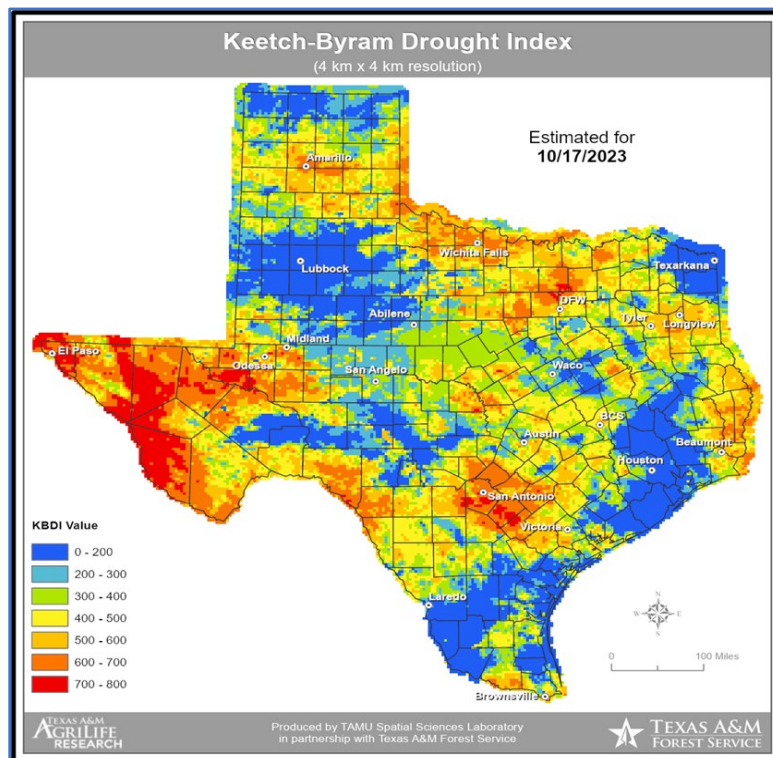 Keetch-Byram Drought Index
(4 km x 4 km resolution)
Estimated for
10/17/2023
Amarillo
Wichita Falls
Lubbock
Texarkana
DFW
Abilene
Tyler
Longview
Midland
El Paso
Odessa
San Angelo
Waco
BCS
Austin
Beaumont
Houston
San Antonio
Victoria
KBDI Value
0 - 200
200 - 300
300 - 400
400 - 500
500 - 600
600 - 700
700 - 800
Laredo
N
W E
S
0 100 Miles
Brownsville
TEXAS A&M
AGRILIFE
RESEARCH
Produced by TAMU Spatial Sciences Laboratory
in partnership with Texas A&M Forest Service
TEXAS A&M
FOREST SERVICE